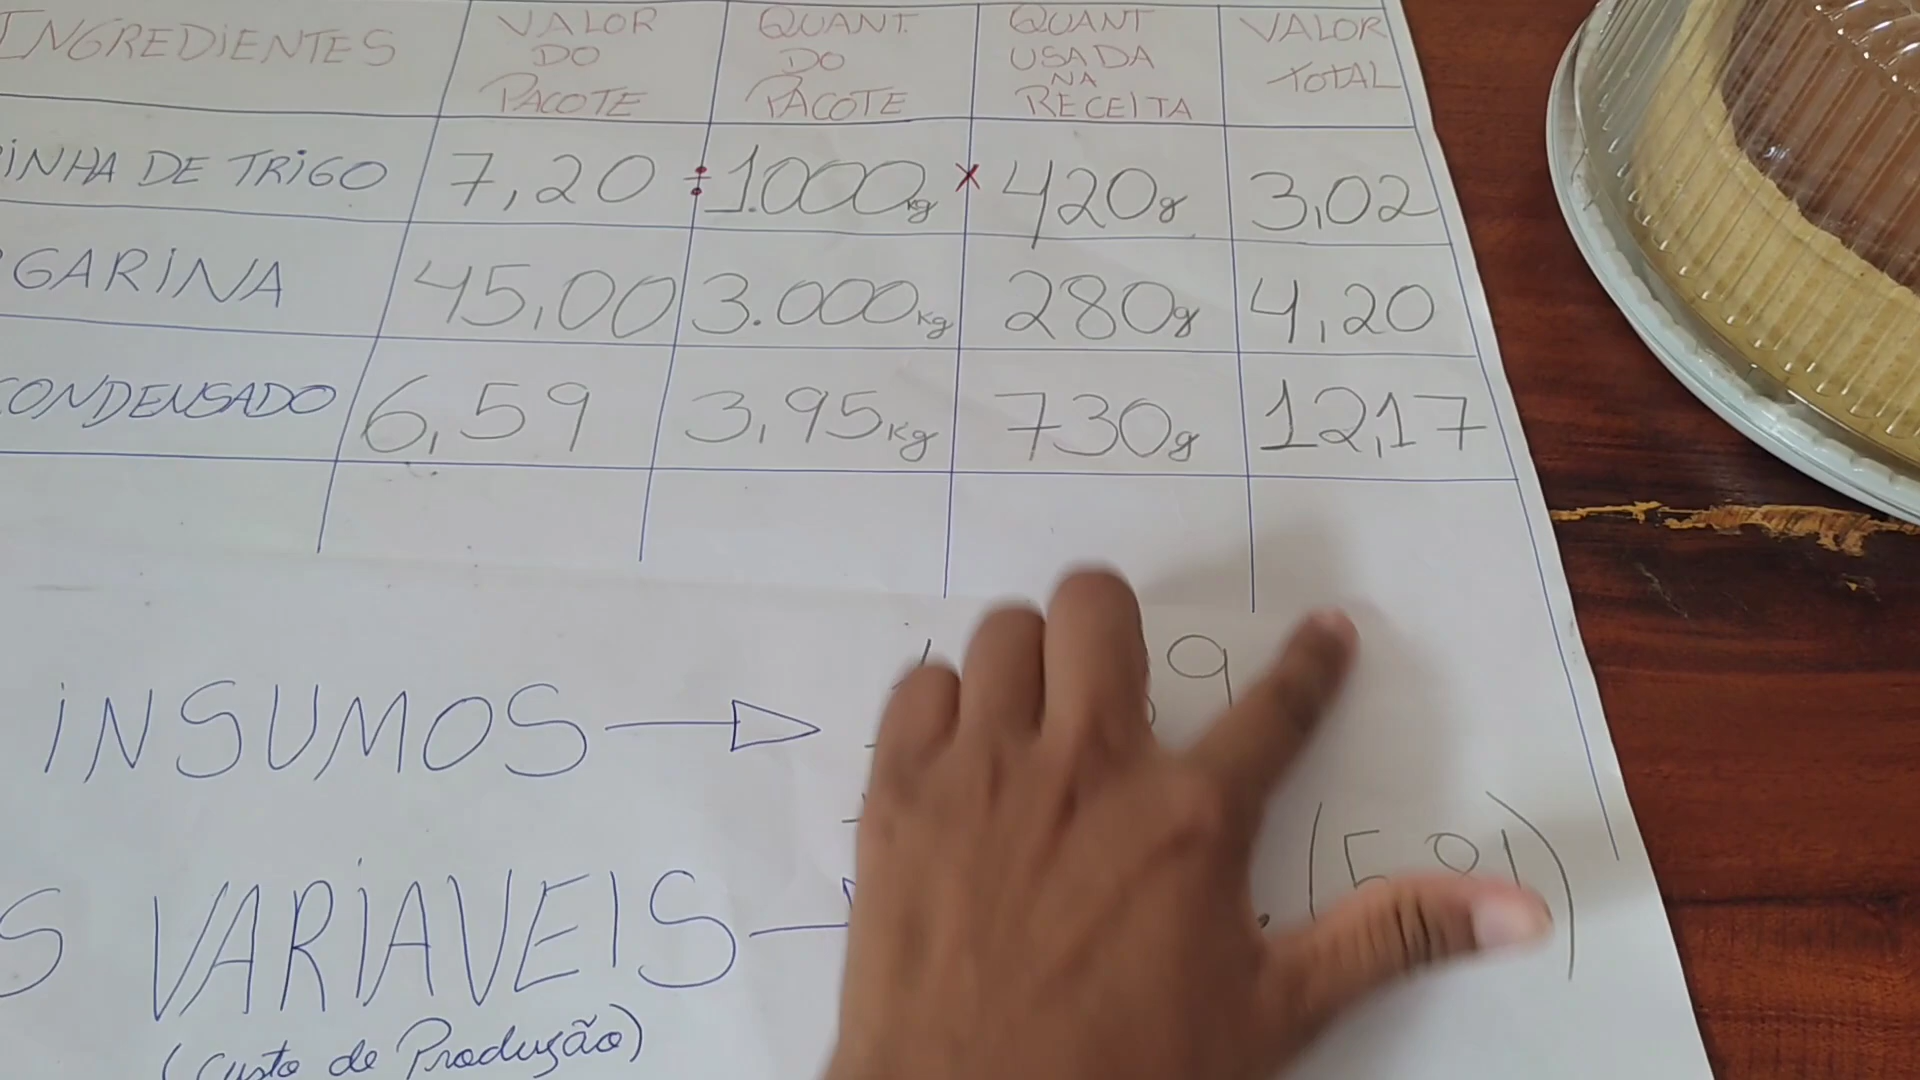 INGREDIENTES VALOR DO PACOTE QUANT. DO PACOTE QUANT USADA NA RECEITA VALOR TOTAL
INHA DE TRIGO 7,20 ÷ 1.000kg × 420g 3,02
GARINA 45,00 3.000kg 280g 4,20
CONDENSADO 6,59 3,95kg 730g 12,17
INSUMOS → 9
S VARIAVEIS →
(Custo de Produção)